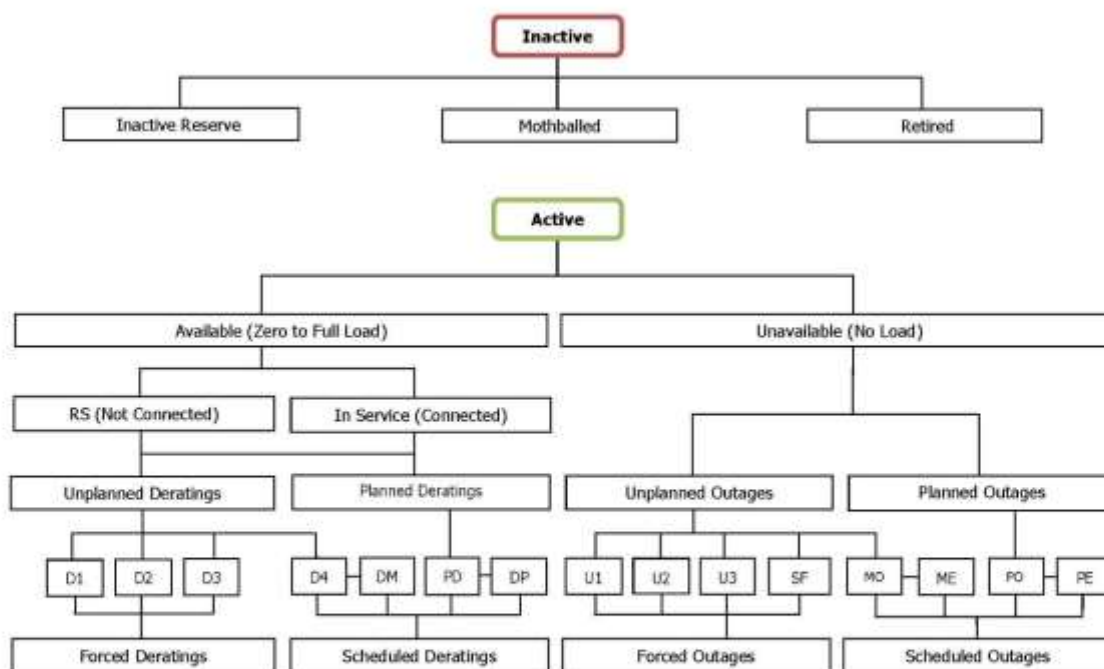 Inactive
Inactive Reserve
Mothballed
Retired
Active
Available (Zero to Full Load)
Unavailable (No Load)
RS (Not Connected)
In Service (Connected)
Unplanned Deratings
Planned Deratings
Unplanned Outages
Planned Outages
D1
D2
D3
D4
DM
PD
DP
U1
U2
U3
SF
MO
ME
PO
PE
Forced Deratings
Scheduled Deratings
Forced Outages
Scheduled Outages